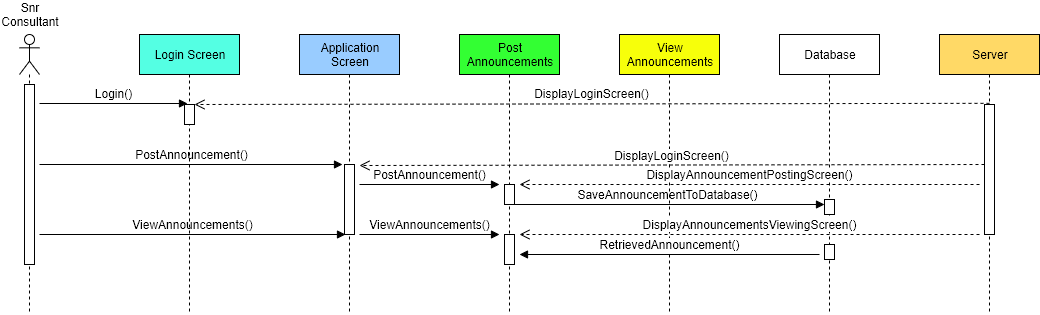 Snr
Consultant
Login Screen
Application
Screen
Post
Announcements
View
Announcements
Database
Server
Login()
DisplayLoginScreen()
PostAnnouncement()
DisplayLoginScreen()
PostAnnouncement()
DisplayAnnouncementPostingScreen()
SaveAnnouncementToDatabase()
ViewAnnouncements()
ViewAnnouncements()
DisplayAnnouncementsViewingScreen()
RetrievedAnnouncement()